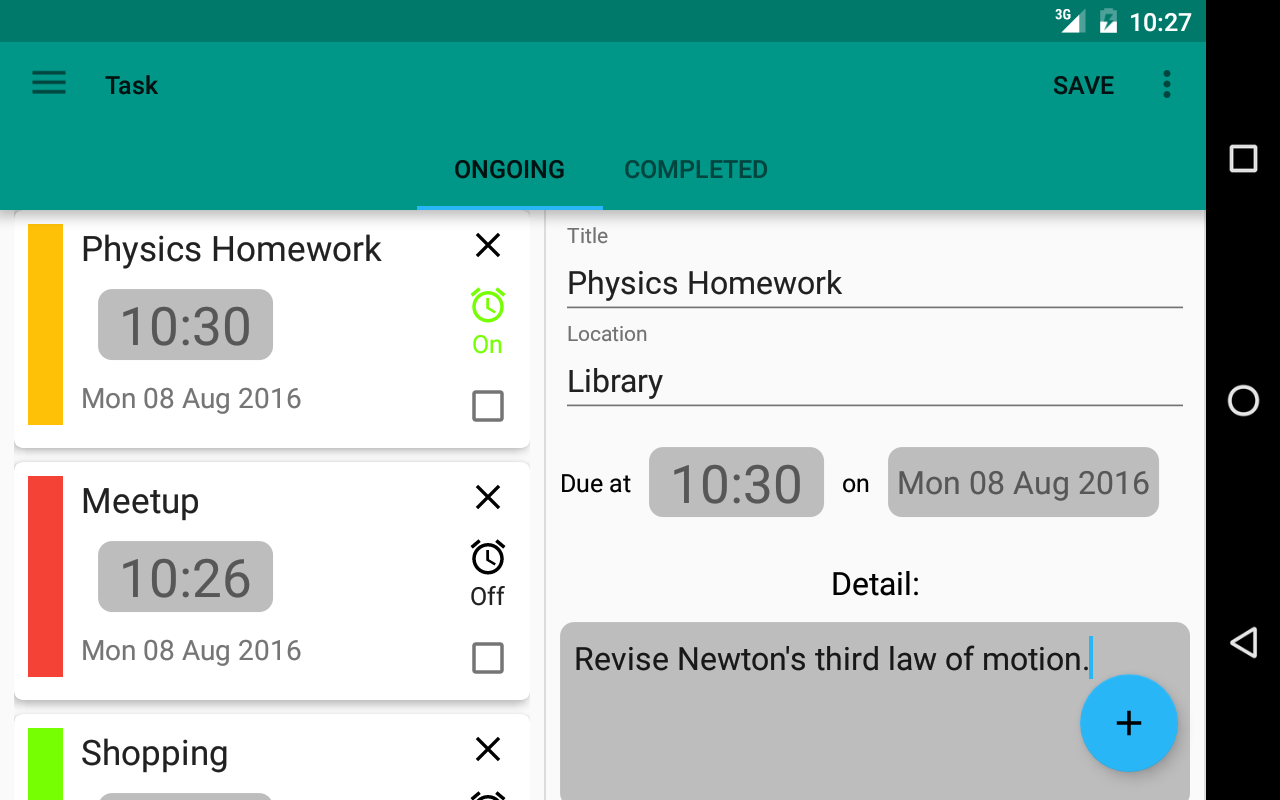 3G 10:27
Task SAVE
ONGOING COMPLETED
Physics Homework
10:30
On
Mon 08 Aug 2016
Meetup
10:26
Off
Mon 08 Aug 2016
Shopping
Title
Physics Homework
Location
Library
Due at 10:30 on Mon 08 Aug 2016
Detail:
Revise Newton's third law of motion.